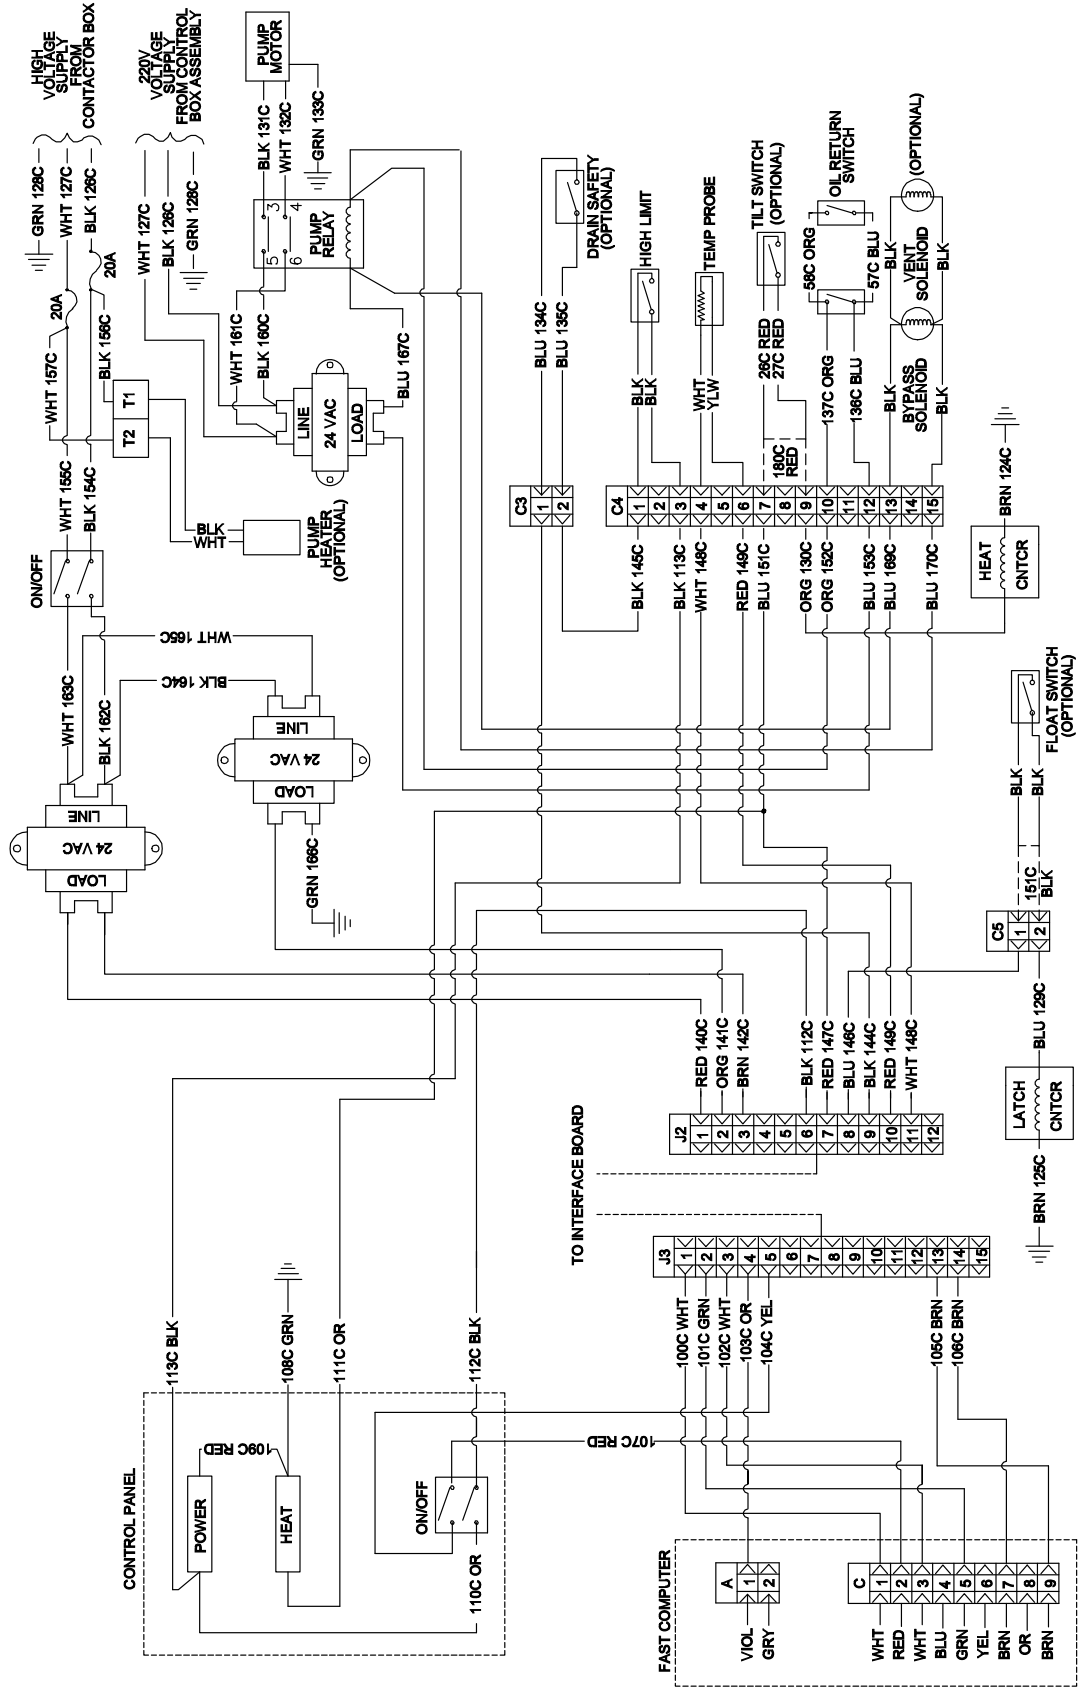 HIGH
VOLTAGE
SUPPLY
FROM
CONTACTOR BOX
220V
VOLTAGE
SUPPLY
FROM CONTROL
BOX ASSEMBLY
GRN 128C
WHT 127C
BLK 126C
WHT 127C
BLK 126C
GRN 128C
20A
20A
WHT 157C
BLK 156C
T1
T2
WHT 155C
BLK 154C
ON/OFF
BLK
WHT
PUMP
HEATER
(OPTIONAL)
PUMP
MOTOR
BLK 131C
WHT 132C
GRN 133C
3
4
5
6
PUMP
RELAY
WHT 161C
BLK 160C
BLU 167C
LINE
24 VAC
LOAD
WHT 165C
BLK 164C
WHT 163C
BLK 162C
LINE
24 VAC
LOAD
LINE
24 VAC
LOAD
GRN 166C
DRAIN SAFETY
(OPTIONAL)
BLU 134C
BLU 135C
HIGH LIMIT
BLK
BLK
TEMP PROBE
WHT
YLW
TILT SWITCH
(OPTIONAL)
26C RED
27C RED
180C
RED
OIL RETURN
SWITCH
58C ORG
57C BLU
137C ORG
136C BLU
(OPTIONAL)
BLK
VENT
SOLENOID
BLK
BLK
BYPASS
SOLENOID
BLK
C3
1
2
C4
1
2
3
4
5
6
7
8
9
10
11
12
13
14
15
BLK 145C
BLK 113C
WHT 148C
RED 149C
BLU 151C
ORG 130C
ORG 152C
BLU 153C
BLU 169C
BLU 170C
BRN 124C
HEAT
CNTCR
FLOAT SWITCH
(OPTIONAL)
BLK
BLK
151C
BLK
C5
1
2
BLU 129C
LATCH
CNTCR
BRN 125C
RED 140C
ORG 141C
BRN 142C
BLK 112C
RED 147C
BLU 146C
BLK 144C
RED 149C
WHT 148C
J2
1
2
3
4
5
6
7
8
9
10
11
12
TO INTERFACE BOARD
J3
1
2
3
4
5
6
7
8
9
10
11
12
13
14
15
100C WHT
101C GRN
102C WHT
103C OR
104C YEL
105C BRN
106C BRN
113C BLK
108C GRN
111C OR
112C BLK
CONTROL PANEL
109C RED
POWER
HEAT
ON/OFF
110C OR
107C RED
FAST COMPUTER
A
1
2
VIOL
GRY
C
1
2
3
4
5
6
7
8
9
WHT
RED
WHT
BLU
GRN
YEL
BRN
OR
BRN